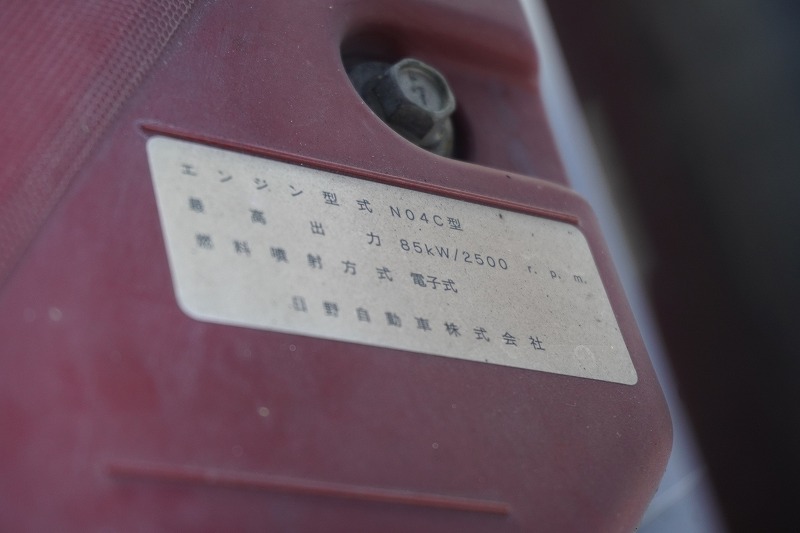 エンジン型式 N04C型
最高出力 85kW/2500 r.p.m.
燃料噴射方式 電子式
日野自動車株式会社
7